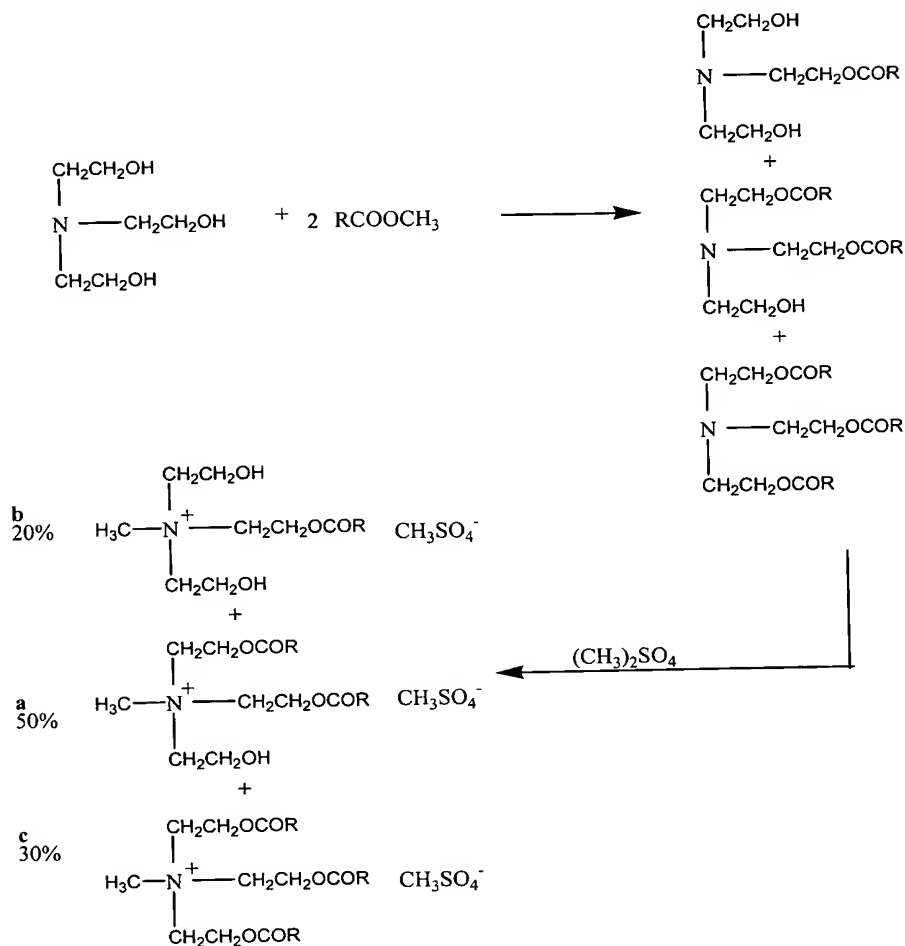 CH₂CH₂OH
N — CH₂CH₂OCOR
CH₂CH₂OH
+
CH₂CH₂OH
N — CH₂CH₂OH
CH₂CH₂OH
+ 2 RCOOCH₃
CH₂CH₂OCOR
N — CH₂CH₂OCOR
CH₂CH₂OH
+
CH₂CH₂OCOR
N — CH₂CH₂OCOR
CH₂CH₂OCOR
(CH₃)₂SO₄
b
20%
CH₂CH₂OH
H₃C—N⁺—CH₂CH₂OCOR CH₃SO₄⁻
CH₂CH₂OH
+
a
50%
CH₂CH₂OCOR
H₃C—N⁺—CH₂CH₂OCOR CH₃SO₄⁻
CH₂CH₂OH
+
c
30%
CH₂CH₂OCOR
H₃C—N⁺—CH₂CH₂OCOR CH₃SO₄⁻
CH₂CH₂OCOR